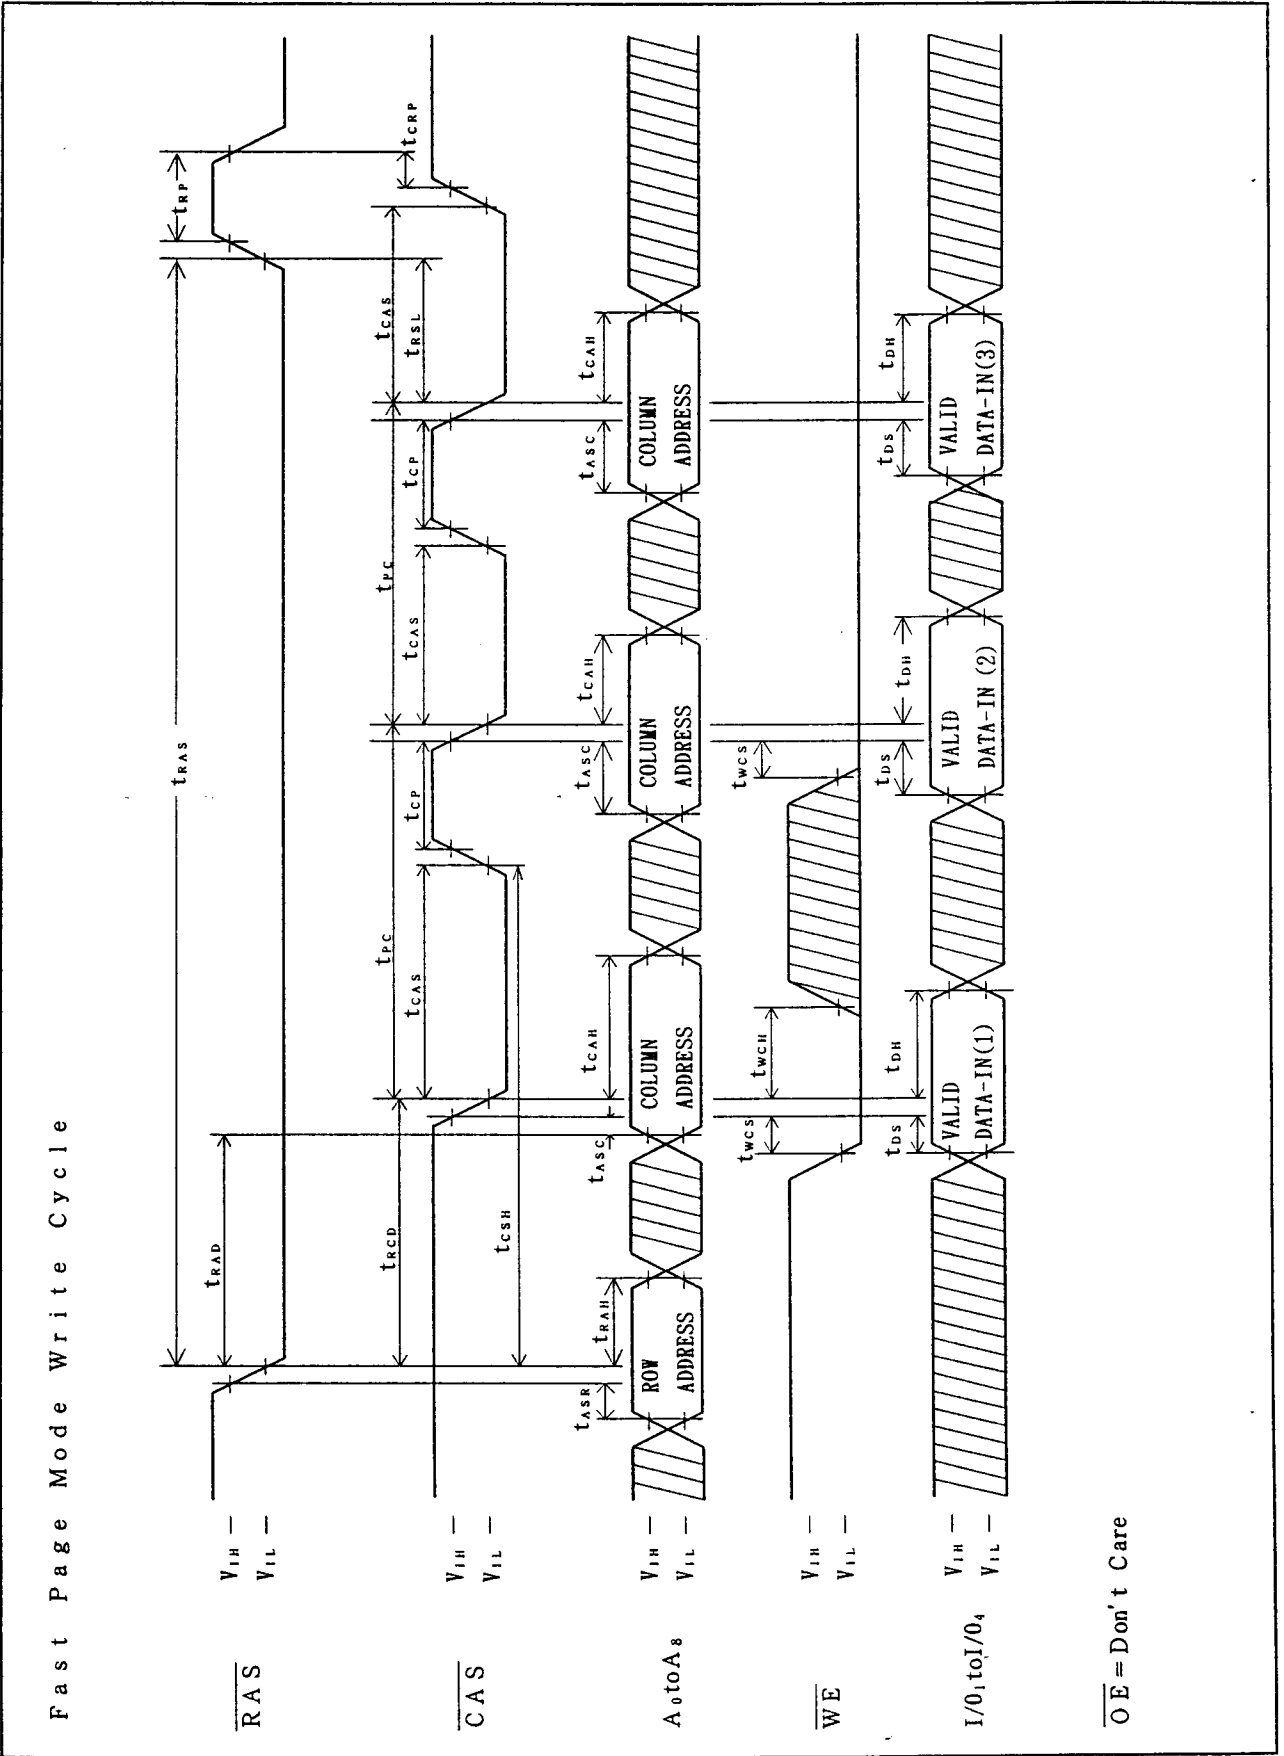 Fast Page Mode Write Cycle
tRAS
tRP
tRAD
RAS
VIH
VIL
tPC
tPC
tCAS
tRCD
tCAS
tCP
tCAS
tCP
tRSL
tCRP
CAS
VIH
VIL
tCSH
tASR
tRAH
tASC
tCAH
tASC
tCAH
tASC
tCAH
A0toA8
VIH
VIL
ROW
ADDRESS
COLUMN
ADDRESS
COLUMN
ADDRESS
COLUMN
ADDRESS
tWCS
tWCH
tWCS
WE
VIH
VIL
tDS
tDH
tDS
tDH
tDS
tDH
I/O1toI/O4
VIH
VIL
VALID
DATA-IN(1)
VALID
DATA-IN (2)
VALID
DATA-IN(3)
OE=Don't Care